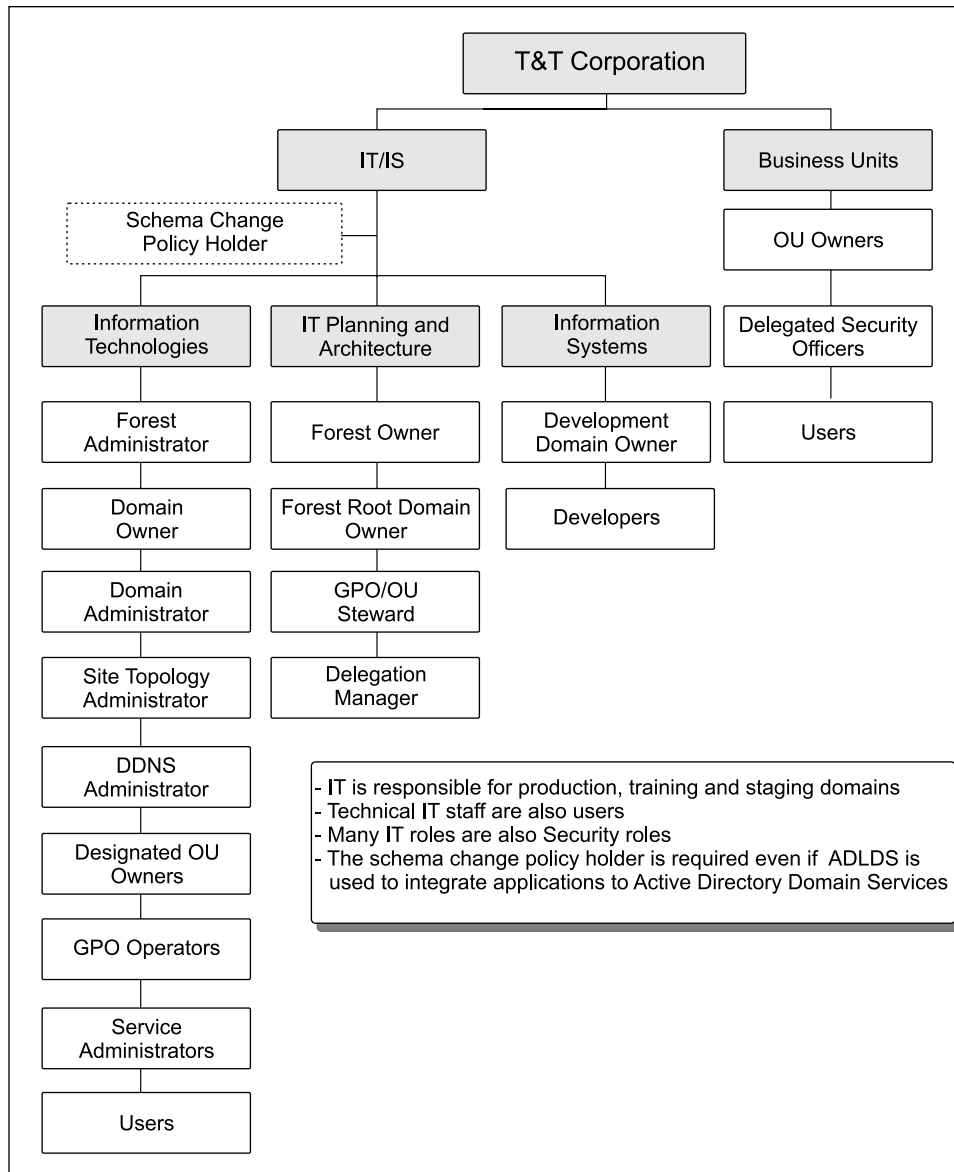 T&T Corporation
IT/IS
Business Units
Schema Change
Policy Holder
OU Owners
Information
Technologies
IT Planning and
Architecture
Information
Systems
Delegated Security
Officers
Forest
Administrator
Forest Owner
Development
Domain Owner
Users
Domain
Owner
Forest Root Domain
Owner
Developers
Domain
Administrator
GPO/OU
Steward
Site Topology
Administrator
Delegation
Manager
DDNS
Administrator
- IT is responsible for production, training and staging domains
- Technical IT staff are also users
- Many IT roles are also Security roles
- The schema change policy holder is required even if ADLDS is
used to integrate applications to Active Directory Domain Services
Designated OU
Owners
GPO Operators
Service
Administrators
Users